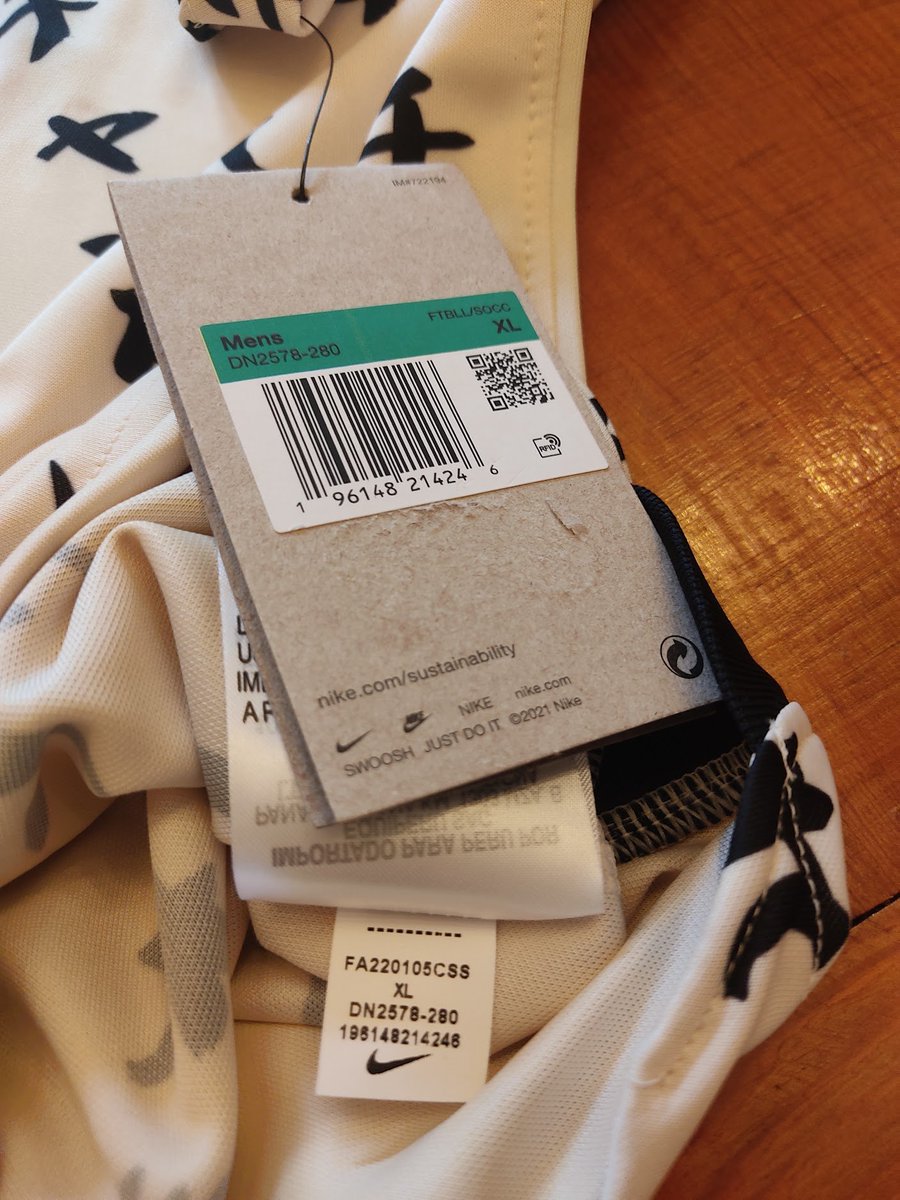 IM#722194
Mens
FTBLL/SOCC
DN2578-280
XL
RFID
1 96148 21424 6
nike.com/sustainability
NIKE
nike.com
SWOOSH JUST DO IT ©2021 Nike
IMPORTADO PARA PERU POR
FA220105CSS
XL
DN2578-280
196148214246